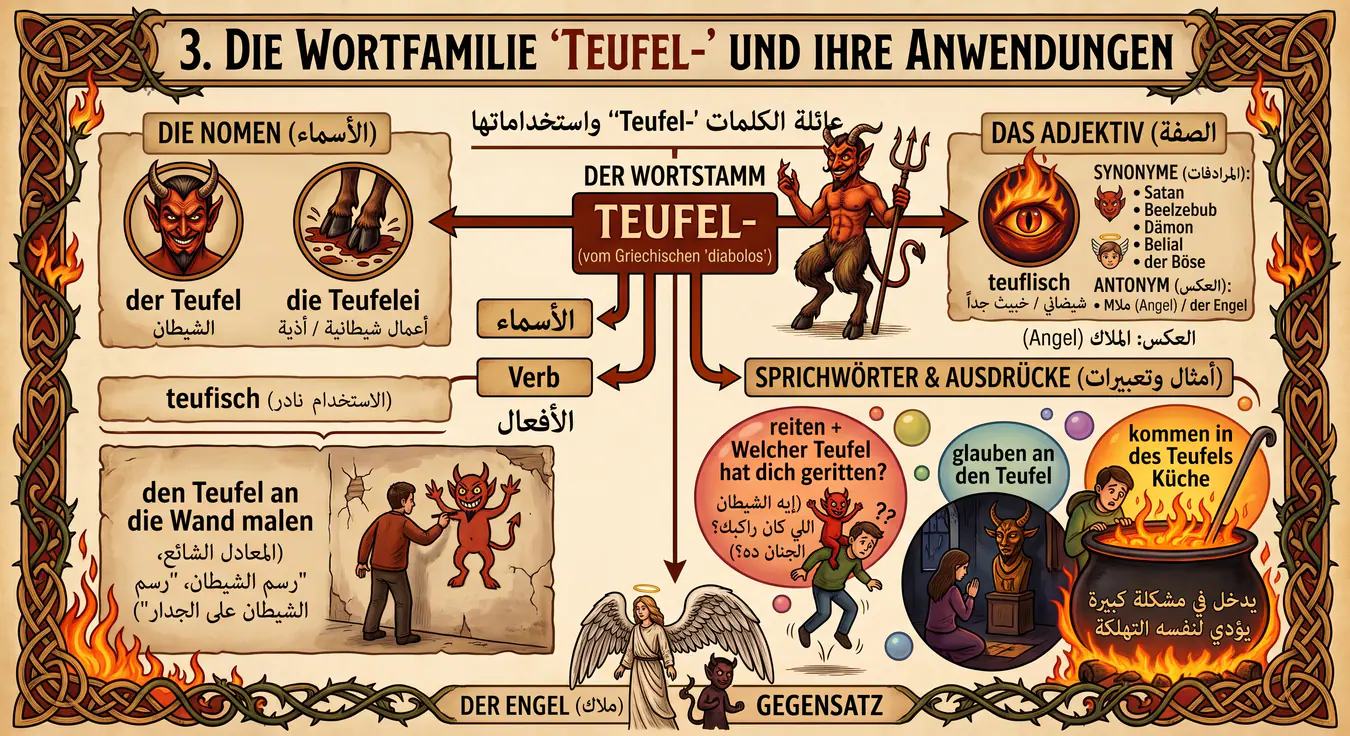 3. DIE WORTFAMILIE 'TEUFEL-' UND IHRE ANWENDUNGEN
عائلة الكلمات 'Teufel-“ واستخداماتها
DIE NOMEN (الأسماء)
der Teufel
الشيطان
die Teufelei
أعمال شيطانية / أذية
DER WORTSTAMM
TEUFEL-
(vom Griechischen 'diabolos')
DAS ADJEKTIV (الصفة
teuflisch
شيضاني / خبيث جداً
SYNONYME (المرادفات):
• Satan
• Beelzebub
• Dämon
• Belial
• der Böse
ANTONYM (العكس):
• Mملا (Angel) / der Engel
العكس: الملاك (Angel)
الأسماء
Verb
الأفعال
teufisch (الاستخدام نادر)
den Teufel an
die Wand malen
(المعادل الشائع،
"رسم الشيطان، "رسم
الشيطان على الجدار")
SPRICHWÖRTER & AUSDRÜCKE (أمثال وتعبيرات)
reiten +
Welcher Teufel
hat dich geritten?
(إيه الشيطان
اللي كان راكبك؟
الجنان ده؟)
??
glauben an
den Teufel
kommen in
des Teufels
Küche
يدخل في مشكلة كبيرة
يؤدي لنفسه التهلكة
DER ENGEL (ملاك)
GEGENSATZ